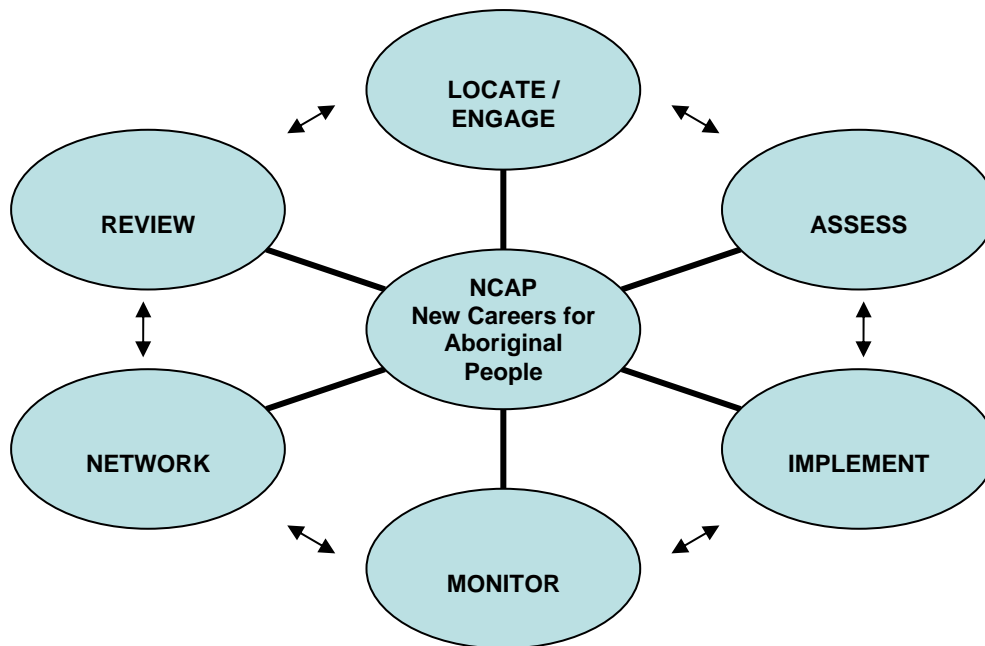 LOCATE /
ENGAGE
REVIEW
ASSESS
NCAP
New Careers for
Aboriginal
People
NETWORK
IMPLEMENT
MONITOR